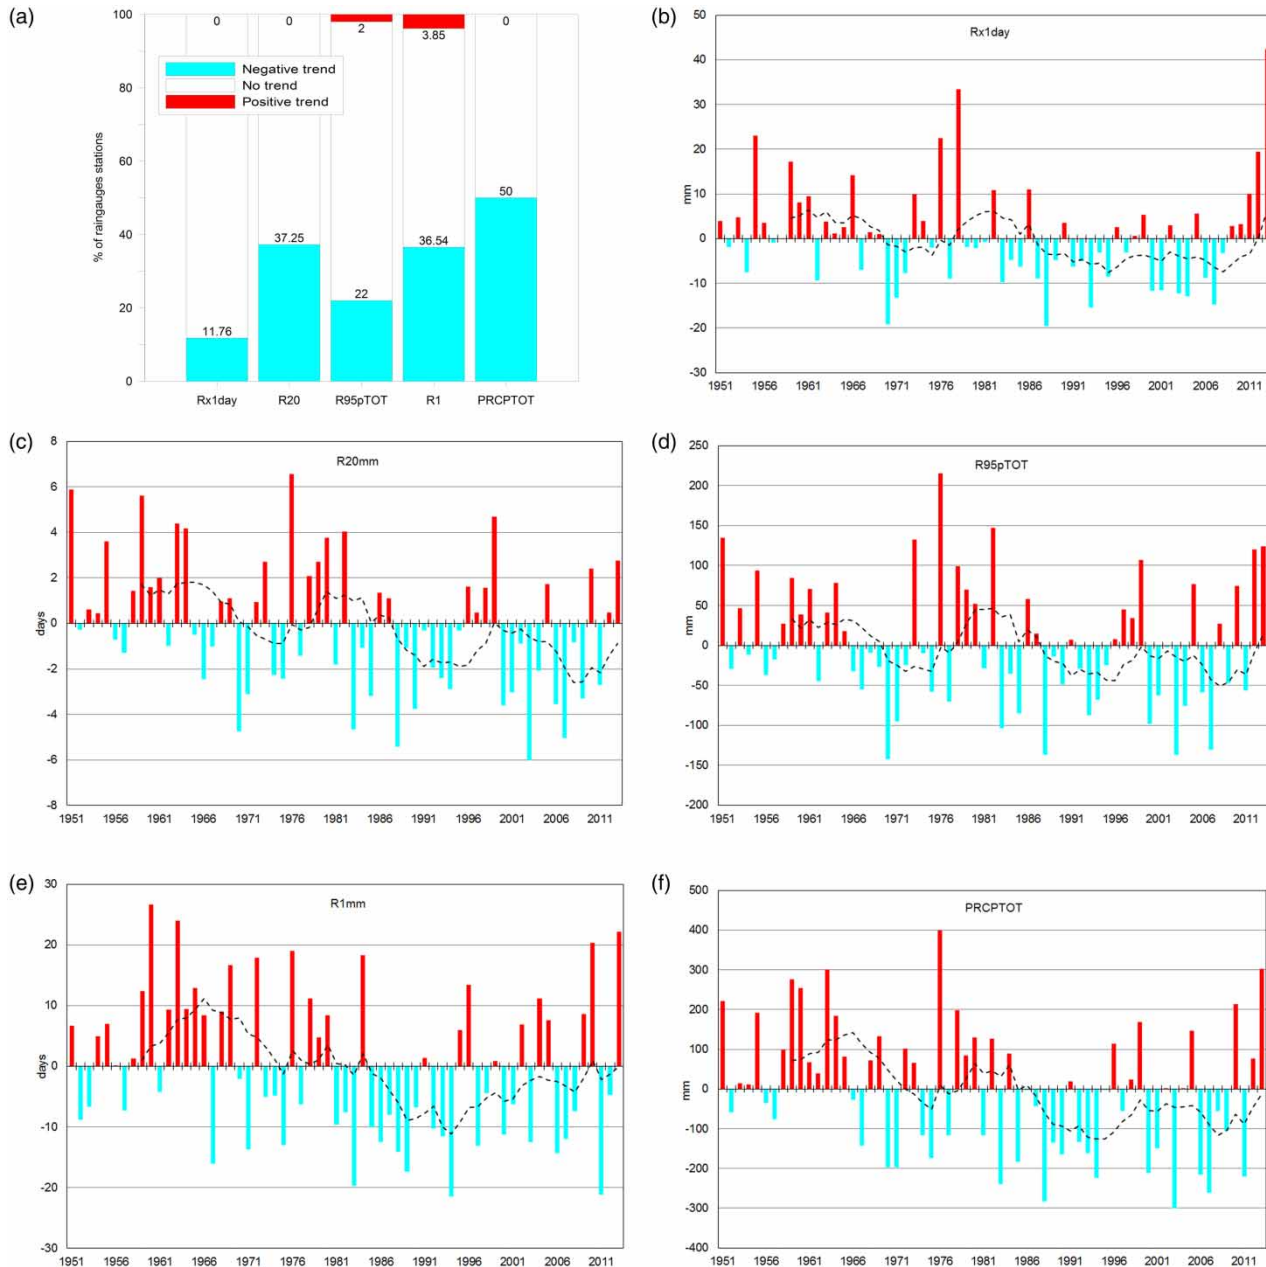 (a)
100
80
60
40
20
0
% of raingauges stations
0 0 2 3.85 0
Negative trend
No trend
Positive trend
11.76
37.25
22
36.54
50
Rx1day R20 R95pTOT R1 PRCPTOT
(b)
Rx1day
50
40
30
20
10
0
-10
-20
-30
mm
1951 1956 1961 1966 1971 1976 1981 1986 1991 1996 2001 2006 2011
(c)
R20mm
8
6
4
2
0
-2
-4
-6
-8
days
1951 1956 1961 1966 1971 1976 1981 1986 1991 1996 2001 2006 2011
(d)
R95pTOT
250
200
150
100
50
0
-50
-100
-150
-200
mm
1951 1956 1961 1966 1971 1976 1981 1986 1991 1996 2001 2006 2011
(e)
R1mm
30
20
10
0
-10
-20
-30
days
1951 1956 1961 1966 1971 1976 1981 1986 1991 1996 2001 2006 2011
(f)
PRCPTOT
500
400
300
200
100
0
-100
-200
-300
-400
mm
1951 1956 1961 1966 1971 1976 1981 1986 1991 1996 2001 2006 2011